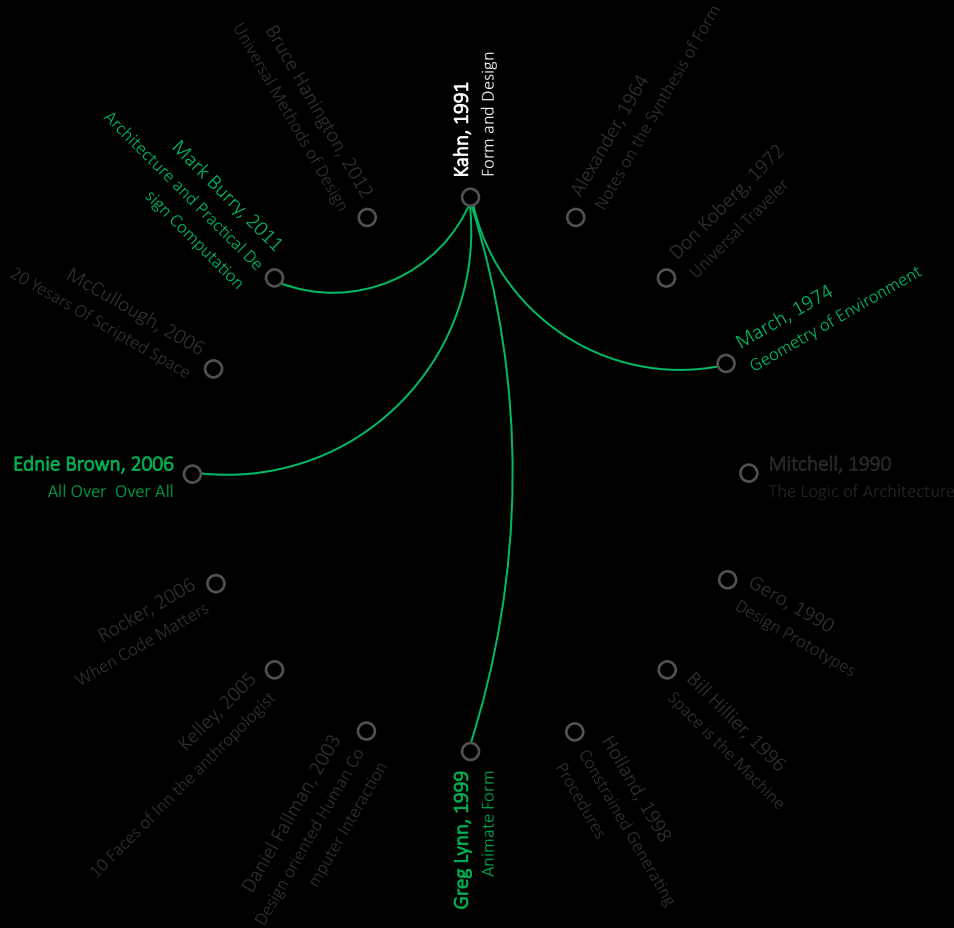 Kahn, 1991
Form and Design
Alexander, 1964
Notes on the Synthesis of Form
Don Koberg, 1972
Universal Traveler
March, 1974
Geometry of Environment
Mitchell, 1990
The Logic of Architecture
Gero, 1990
Design Prototypes
Bill Hillier, 1996
Space is the Machine
Holland, 1998
Constrained Generating
Procedures
Greg Lynn, 1999
Animate Form
Daniel Fallman, 2003
Design oriented Human Co
mputer Interaction
Kelley, 2005
10 Faces of Inn the anthropologist
Rocker, 2006
When Code Matters
Ednie Brown, 2006
All Over  Over All
McCullough, 2006
20 Yesars Of Scripted Space
Mark Burry, 2011
Architecture and Practical De
sign Computation
Bruce Hanington, 2012
Universal Methods of Design